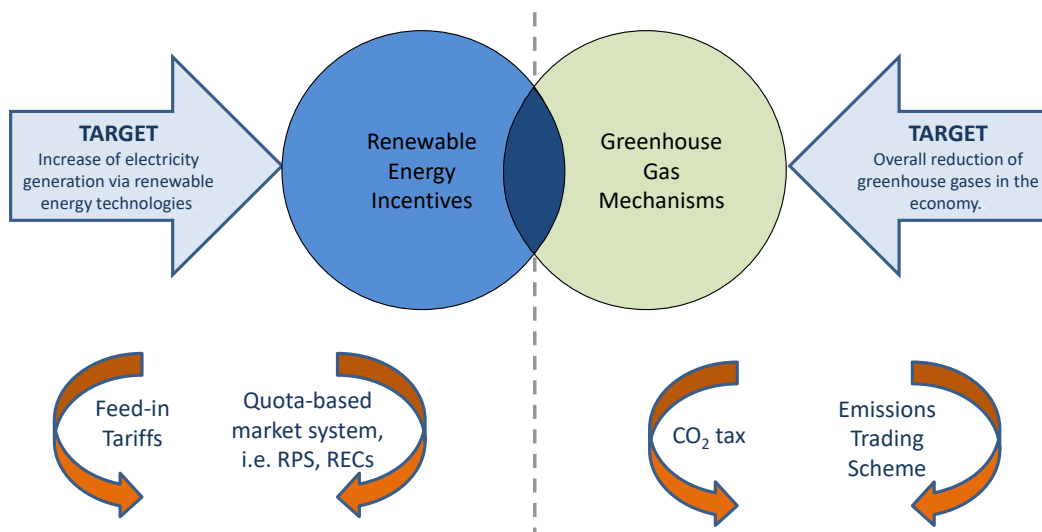 TARGET
Increase of electricity
generation via renewable
energy technologies
Renewable
Energy
Incentives
Greenhouse
Gas
Mechanisms
TARGET
Overall reduction of
greenhouse gases in the
economy.
Feed-in
Tariffs
Quota-based
market system,
i.e. RPS, RECs
CO₂ tax
Emissions
Trading
Scheme